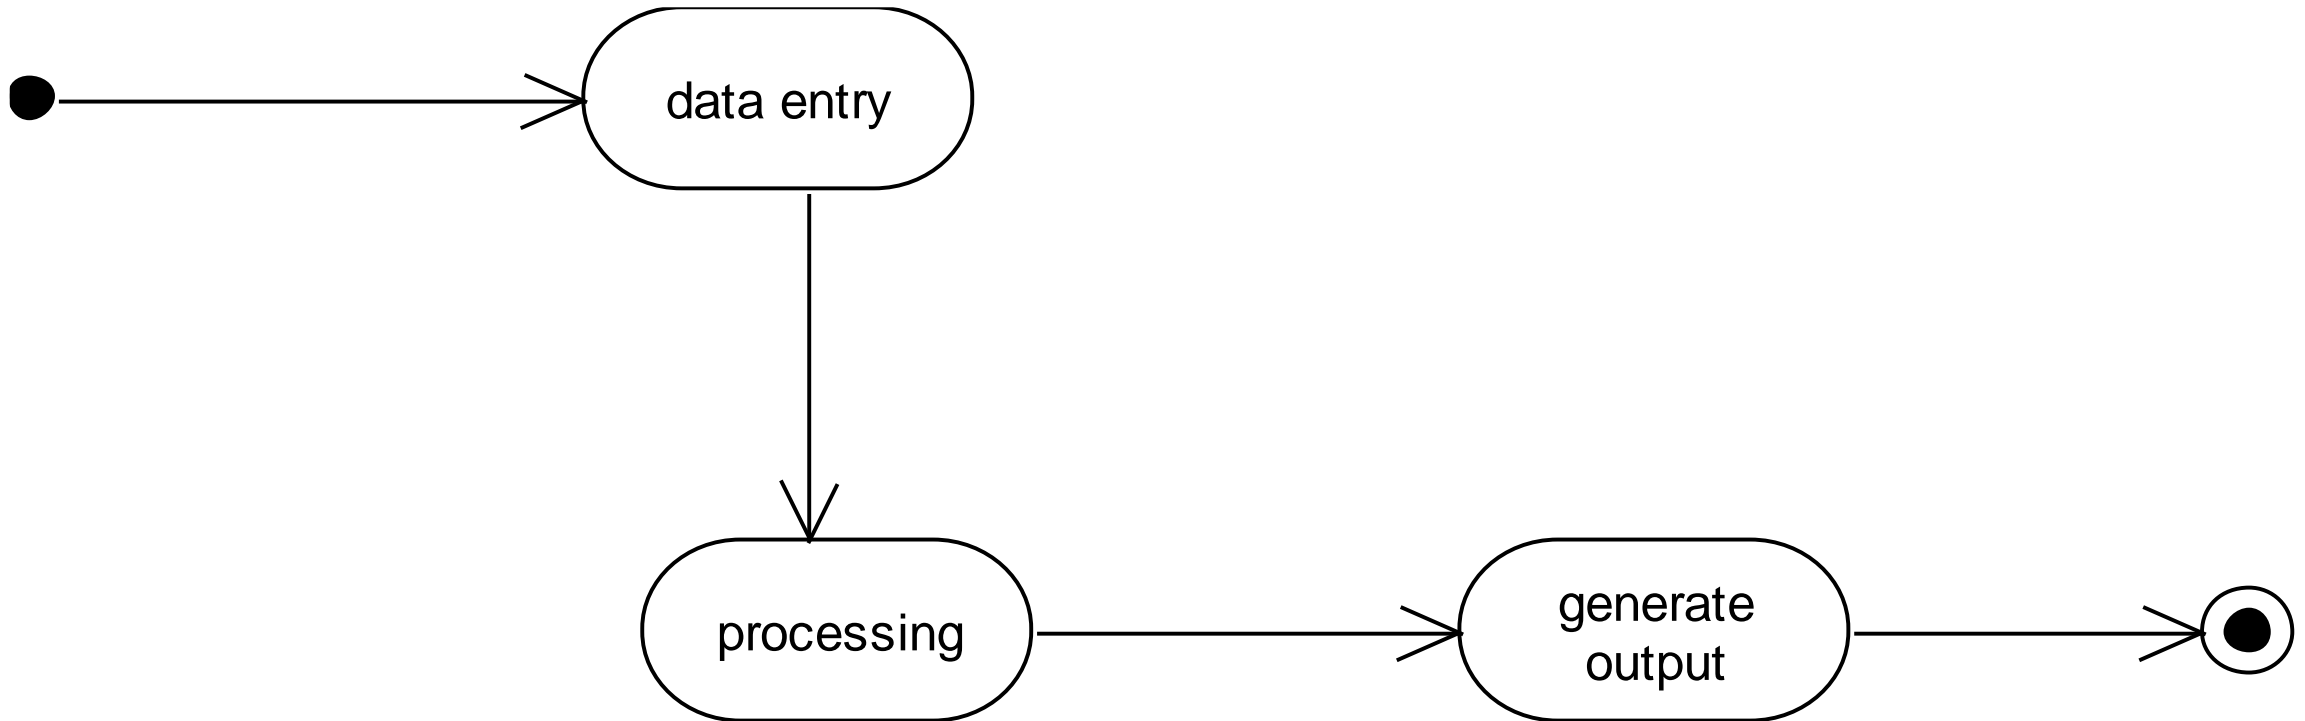 data entry
processing
generate
output